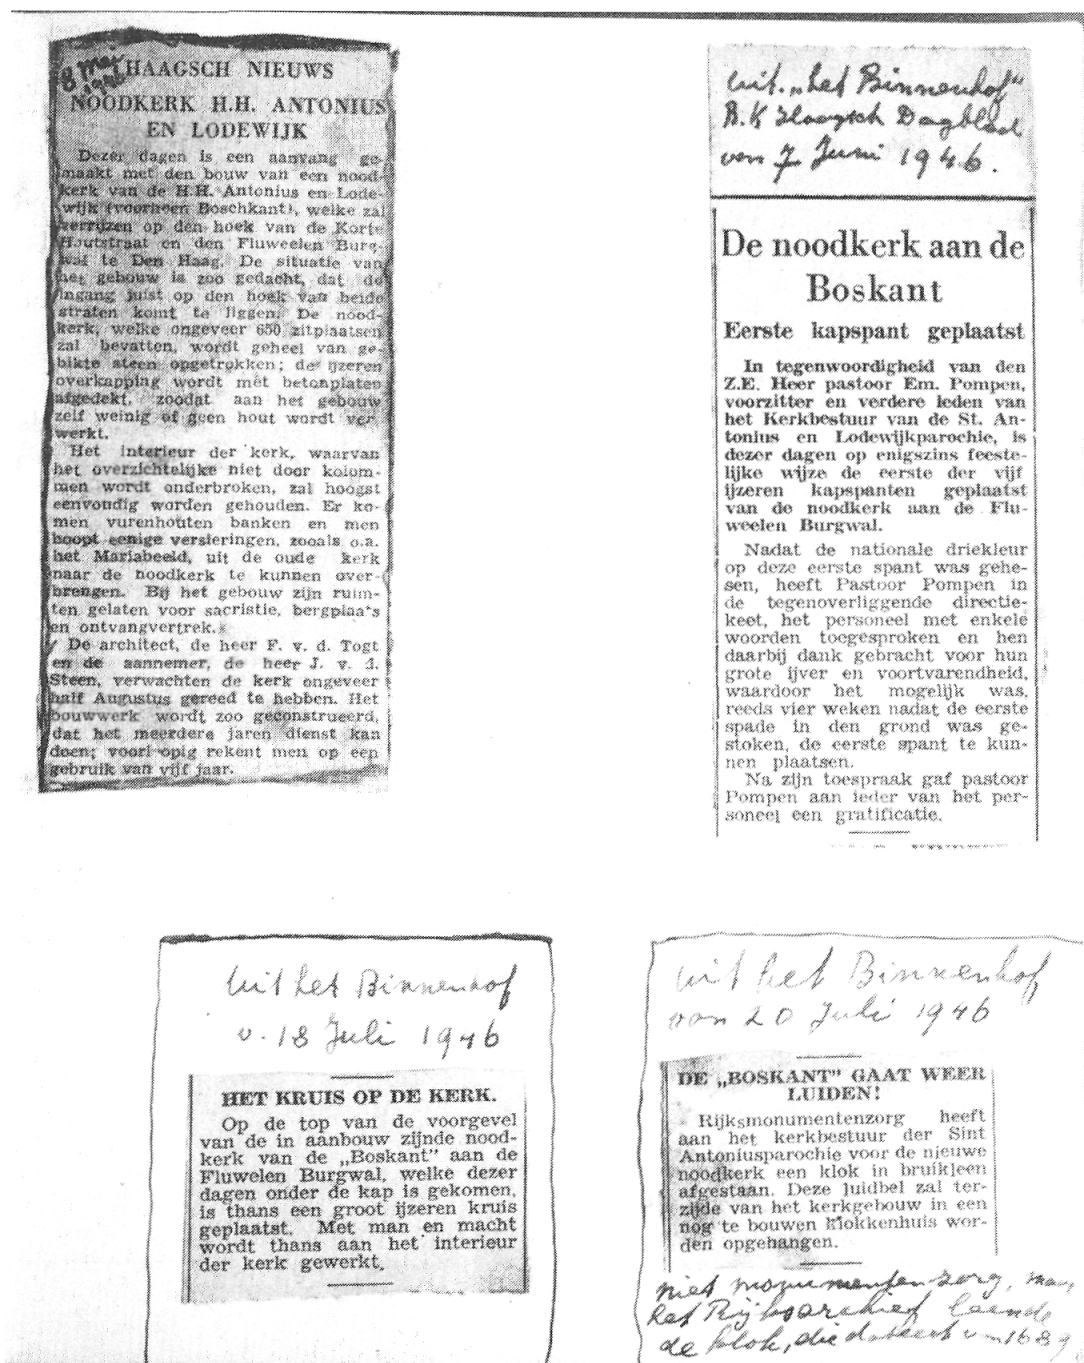 8 Mei
1946
HAAGSCH NIEUWS
NOODKERK H.H. ANTONIUS
EN LODEWIJK
Dezer dagen is een aanvang ge-
maakt met den bouw van een nood-
kerk van de H.H. Antonius en Lode-
wijk (voorheen Boschkant), welke zal
verrijzen op den hoek van de Korte
Houtstraat en den Fluweelen Burg-
wal te Den Haag. De situatie van
het gebouw is zoo gedacht, dat de
ingang juist op den hoek van beide
straten komt te liggen. De nood-
kerk, welke ongeveer 650 zitplaatsen
zal bevatten, wordt geheel van ge-
bikte steen opgetrokken; de ijzeren
overkapping wordt mèt betonplaten
afgedekt, zoodat aan het gebouw
zelf weinig of geen hout wordt ver-
werkt.
Het interieur der kerk, waarvan
het overzichtelijke niet door kolom-
men wordt onderbroken, zal hoogst
eenvoudig worden gehouden. Er ko-
men vurenhouten banken en men
hoopt eenige versieringen, zooals o.a.
het Mariabeeld, uit de oude kerk
naar de noodkerk te kunnen over-
brengen. Bij het gebouw zijn ruim-
ten gelaten voor sacristie, bergplaats
en ontvangvertrek.
De architect, de heer F. v. d. Togt
en de aannemer, de heer J. v. d.
Steen, verwachten de kerk ongeveer
half Augustus gereed te hebben. Het
bouwwerk wordt zoo geconstrueerd,
dat het meerdere jaren dienst kan
doen; voorloopig rekent men op een
gebruik van vijf jaar.
uit „het Binnenhof"
R.K Haagsch Dagblad
van 7 Juni 1946.
De noodkerk aan de
Boskant
Eerste kapspant geplaatst
In tegenwoordigheid van den
Z.E. Heer pastoor Em. Pompen,
voorzitter en verdere leden van
het Kerkbestuur van de St. An-
tonius en Lodewijkparochie, is
dezer dagen op enigszins feeste-
lijke wijze de eerste der vijf
ijzeren kapspanten geplaatst
van de noodkerk aan de Flu-
weelen Burgwal.
Nadat de nationale driekleur
op deze eerste spant was gehe-
sen, heeft Pastoor Pompen in
de tegenoverliggende directie-
keet, het personeel met enkele
woorden toegesproken en hen
daarbij dank gebracht voor hun
grote ijver en voortvarendheid,
waardoor het mogelijk was,
reeds vier weken nadat de eerste
spade in den grond was ge-
stoken, de eerste spant te kun-
nen plaatsen.
Na zijn toespraak gaf pastoor
Pompen aan ieder van het per-
soneel een gratificatie.
uit het Binnenhof
v. 18 Juli 1946
HET KRUIS OP DE KERK.
Op de top van de voorgevel
van de in aanbouw zijnde nood-
kerk van de „Boskant" aan de
Fluwelen Burgwal, welke dezer
dagen onder de kap is gekomen,
is thans een groot ijzeren kruis
geplaatst. Met man en macht
wordt thans aan het interieur
der kerk gewerkt.
uit het Binnenhof
van 20 Juli 1946
DE „BOSKANT" GAAT WEER
LUIDEN!
Rijksmonumentenzorg heeft
aan het kerkbestuur der Sint
Antoniusparochie voor de nieuwe
noodkerk een klok in bruikleen
afgestaan. Deze luidbel zal ter-
zijde van het kerkgebouw in een
nog te bouwen klokkenhuis wor-
den opgehangen.
niet monumentenzorg, maar
het Rijksarchief leende
de klok, die dateert v. 1689